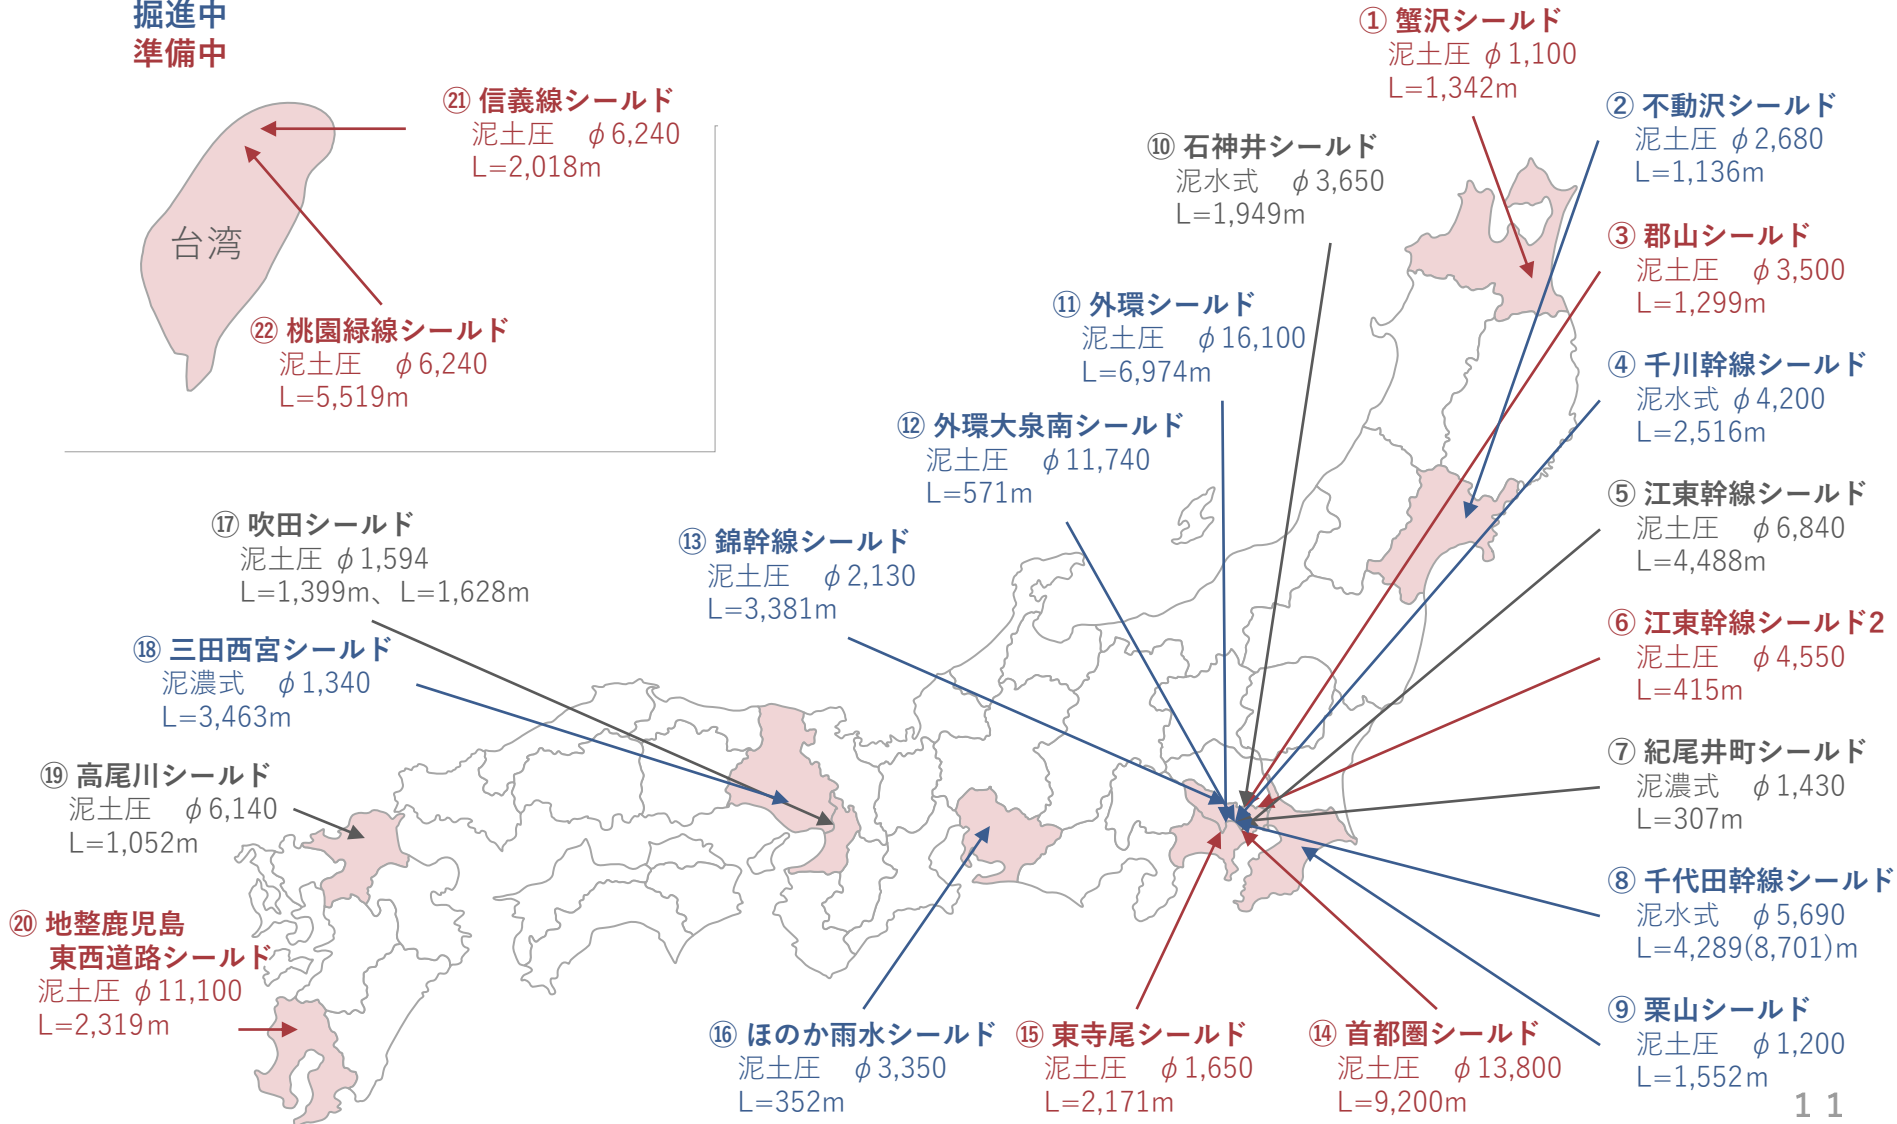 掘進中
準備中
① 蟹沢シールド
泥土圧 φ1,100
L=1,342m
② 不動沢シールド
泥土圧 φ2,680
L=1,136m
③ 郡山シールド
泥土圧 φ3,500
L=1,299m
④ 千川幹線シールド
泥水式 φ4,200
L=2,516m
⑤ 江東幹線シールド
泥土圧 φ6,840
L=4,488m
⑥ 江東幹線シールド2
泥土圧 φ4,550
L=415m
⑦ 紀尾井町シールド
泥濃式 φ1,430
L=307m
⑧ 千代田幹線シールド
泥水式 φ5,690
L=4,289(8,701)m
⑨ 栗山シールド
泥土圧 φ1,200
L=1,552m
⑩ 石神井シールド
泥水式 φ3,650
L=1,949m
⑪ 外環シールド
泥土圧 φ16,100
L=6,974m
⑫ 外環大泉南シールド
泥土圧 φ11,740
L=571m
⑬ 錦幹線シールド
泥土圧 φ2,130
L=3,381m
⑭ 首都圏シールド
泥土圧 φ13,800
L=9,200m
⑮ 東寺尾シールド
泥土圧 φ1,650
L=2,171m
⑯ ほのか雨水シールド
泥土圧 φ3,350
L=352m
⑰ 吹田シールド
泥土圧 φ1,594
L=1,399m、L=1,628m
⑱ 三田西宮シールド
泥濃式 φ1,340
L=3,463m
⑲ 高尾川シールド
泥土圧 φ6,140
L=1,052m
⑳ 地整鹿児島
東西道路シールド
泥土圧 φ11,100
L=2,319m
㉑ 信義線シールド
泥土圧 φ6,240
L=2,018m
台湾
㉒ 桃園緑線シールド
泥土圧 φ6,240
L=5,519m
11